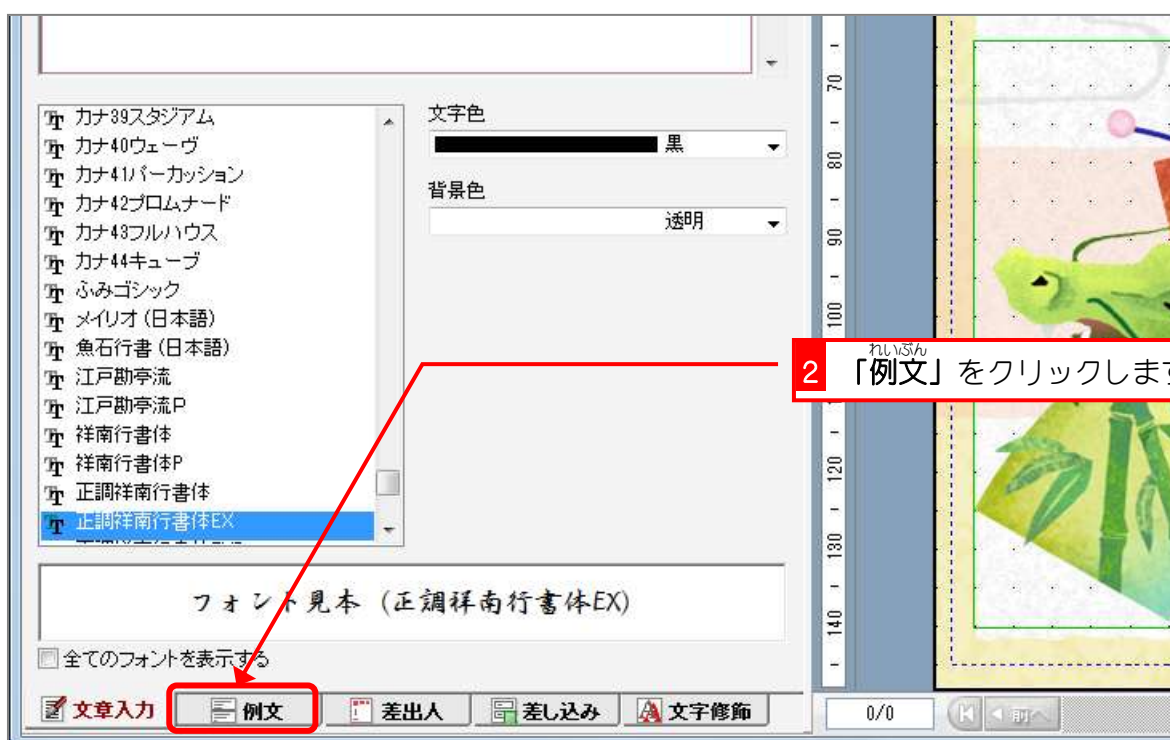 カナ39スタジアム
カナ40ウェーヴ
カナ41パーカッション
カナ42プロムナード
カナ43フルハウス
カナ44キューブ
ふみゴシック
メイリオ (日本語)
魚石行書 (日本語)
江戸勘亭流
江戸勘亭流P
祥南行書体
祥南行書体P
正調祥南行書体
正調祥南行書体EX
文字色
黒
背景色
透明
フォント見本 (正調祥南行書体EX)
全てのフォントを表示する
文章入力 例文 差出人 差し込み 文字修飾
70
80
90
100
120
130
140
れいぶん
2 「例文」をクリックします
0/0
前へ